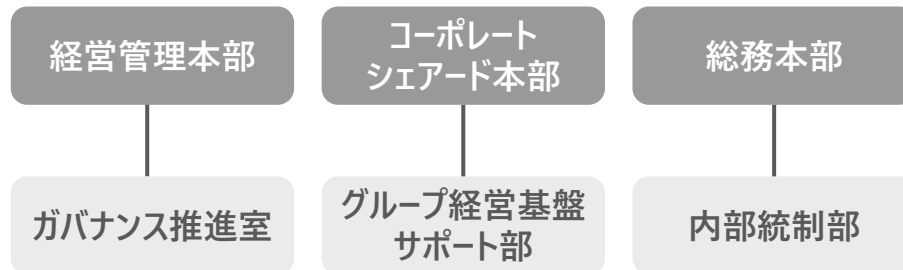 経営管理本部
コーポレート
シェアード本部
総務本部
ガバナンス推進室
グループ経営基盤
サポート部
内部統制部